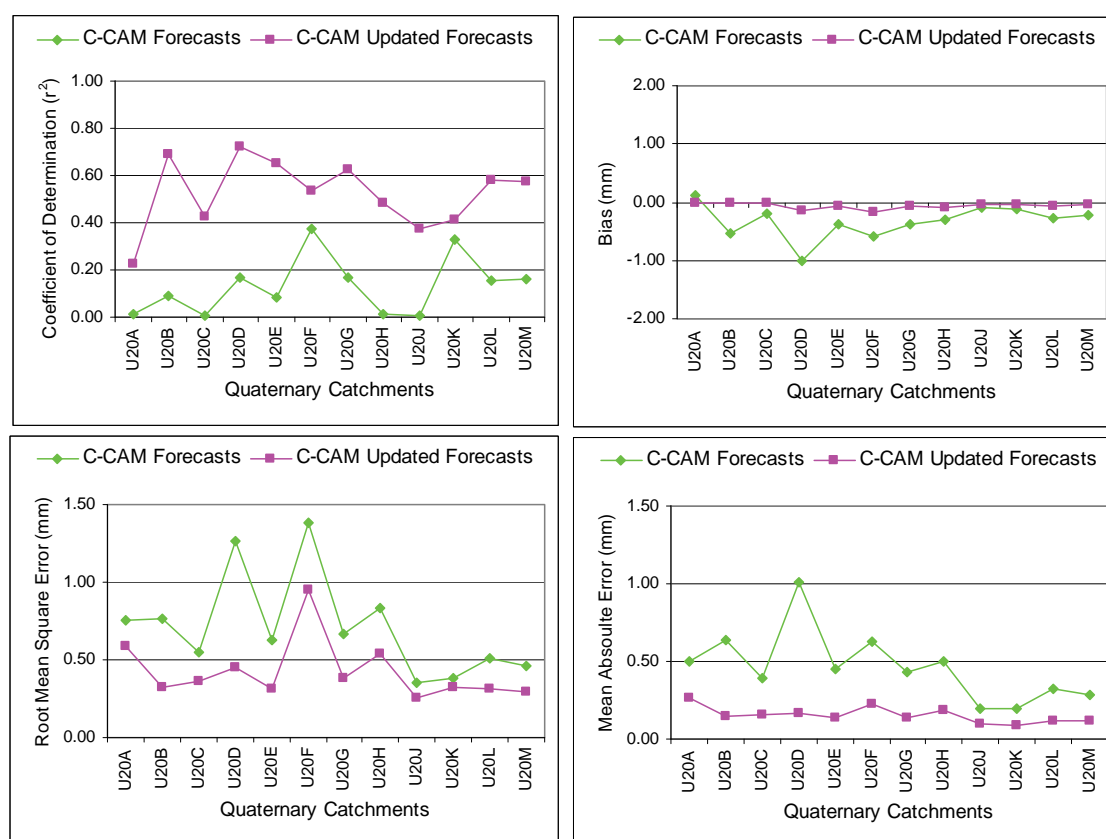 C-CAM Forecasts C-CAM Updated Forecasts
Coefficient of Determination (r²)
1.00
0.80
0.60
0.40
0.20
0.00
U20A U20B U20C U20D U20E U20F U20G U20H U20J U20K U20L U20M
Quaternary Catchments
C-CAM Forecasts C-CAM Updated Forecasts
Bias (mm)
2.00
1.00
0.00
-1.00
-2.00
U20A U20B U20C U20D U20E U20F U20G U20H U20J U20K U20L U20M
Quaternary Catchments
C-CAM Forecasts C-CAM Updated Forecasts
Root Mean Square Error (mm)
1.50
1.00
0.50
0.00
U20A U20B U20C U20D U20E U20F U20G U20H U20J U20K U20L U20M
Quaternary Catchments
C-CAM Forecasts C-CAM Updated Forecasts
Mean Absoulte Error (mm)
1.50
1.00
0.50
0.00
U20A U20B U20C U20D U20E U20F U20G U20H U20J U20K U20L U20M
Quaternary Catchments